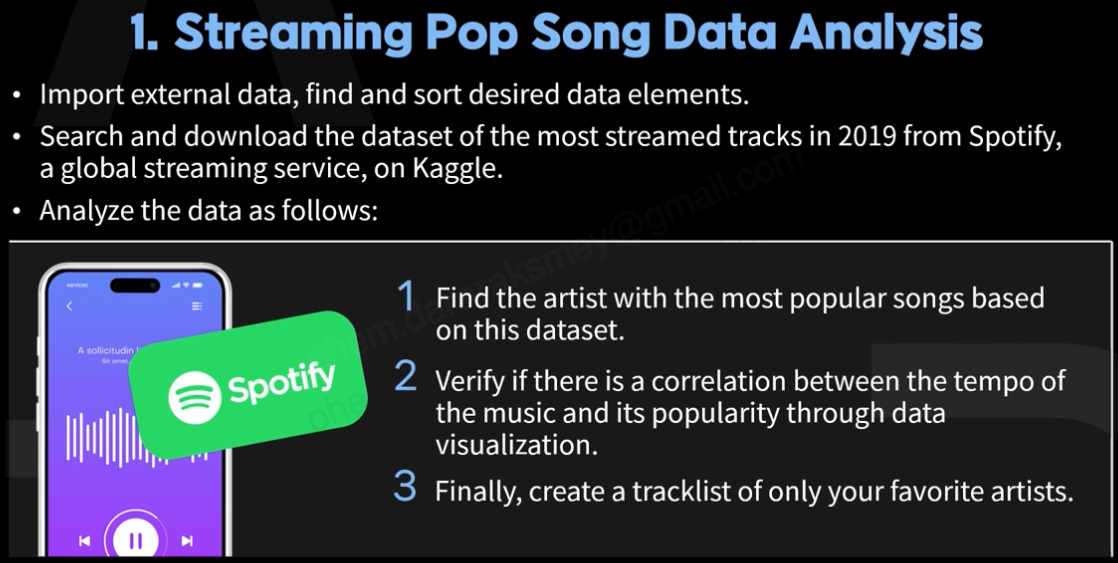 1. Streaming Pop Song Data Analysis
• Import external data, find and sort desired data elements.
• Search and download the dataset of the most streamed tracks in 2019 from Spotify,
a global streaming service, on Kaggle.
• Analyze the data as follows:
services
A sollicitudin
Sit amet,
Spotify
1 Find the artist with the most popular songs based
on this dataset.
2 Verify if there is a correlation between the tempo of
the music and its popularity through data
visualization.
3 Finally, create a tracklist of only your favorite artists.